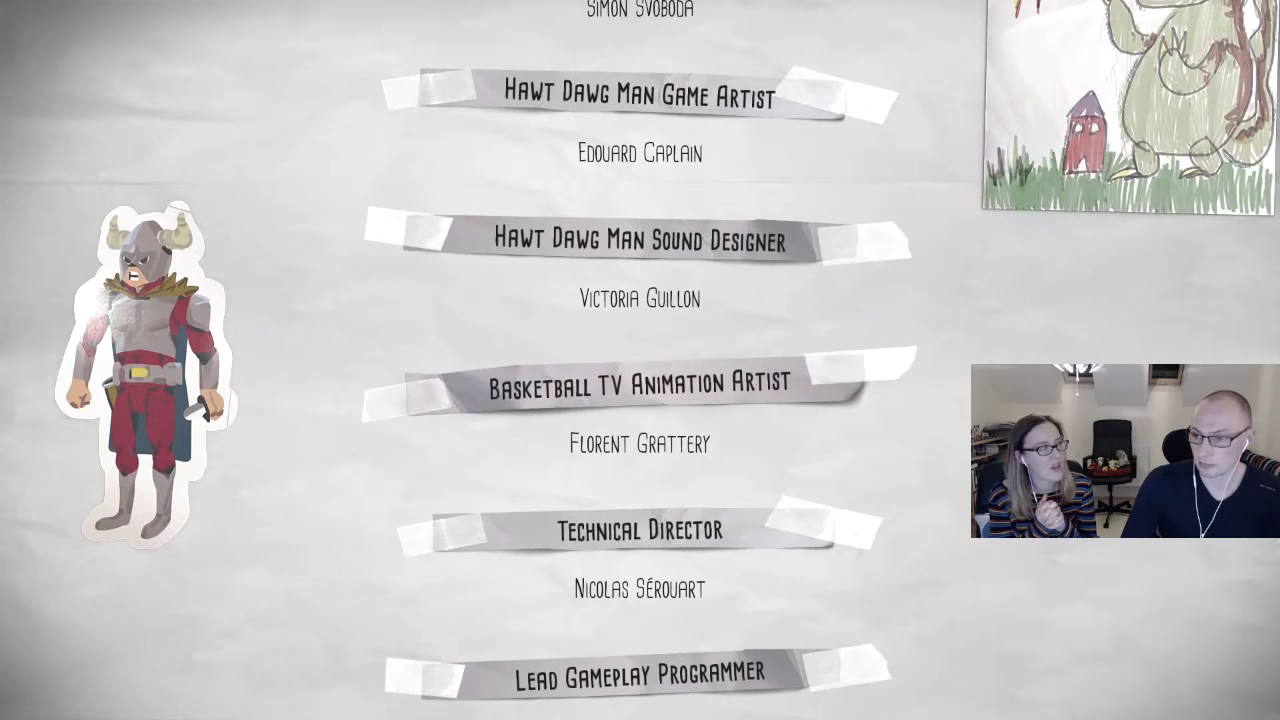 Simon Svoboda
Hawt Dawg Man Game Artist
Edouard Caplain
Hawt Dawg Man Sound Designer
Victoria Guillon
Basketball TV Animation Artist
Florent Grattery
Technical Director
Nicolas Sérouart
Lead Gameplay Programmer